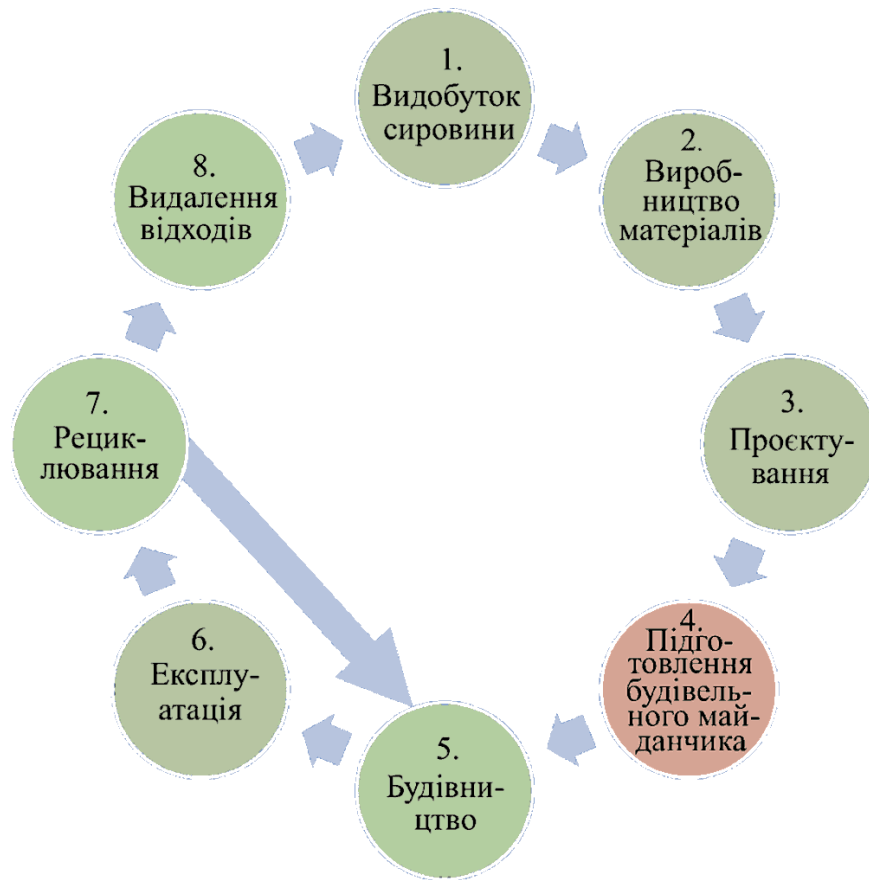 1.
Видобуток
сировини
2.
Вироб-
ництво
матеріалів
3.
Проєкту-
вання
4.
Підго-
товлення
будівель-
ного май-
данчика
5.
Будівни-
цтво
6.
Експлу-
атація
7.
Рецик-
лювання
8.
Видалення
відходів